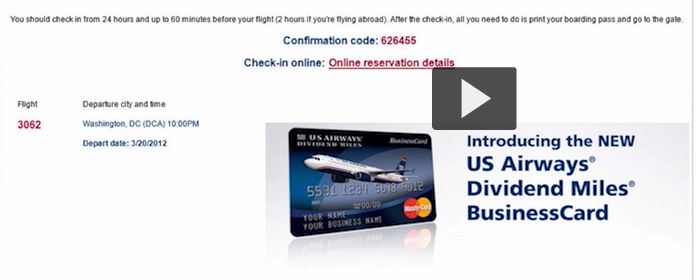 You should check in from 24 hours and up to 60 minutes before your flight (2 hours if you're flying abroad). After the check-in, all you need to do is print your boarding pass and go to the gate.
Confirmation code: 626455
Check-in online: Online reservation details
Flight
Departure city and time
3062
Washington, DC (DCA) 10:00PM
Depart date: 3/20/2012
US AIRWAYS
DIVIDEND MILES
BusinessCard
5531 1234 5678 9012
00/00
YOUR NAME
YOUR BUSINESS NAME
MasterCard
Introducing the NEW
US Airways®
Dividend Miles®
BusinessCard